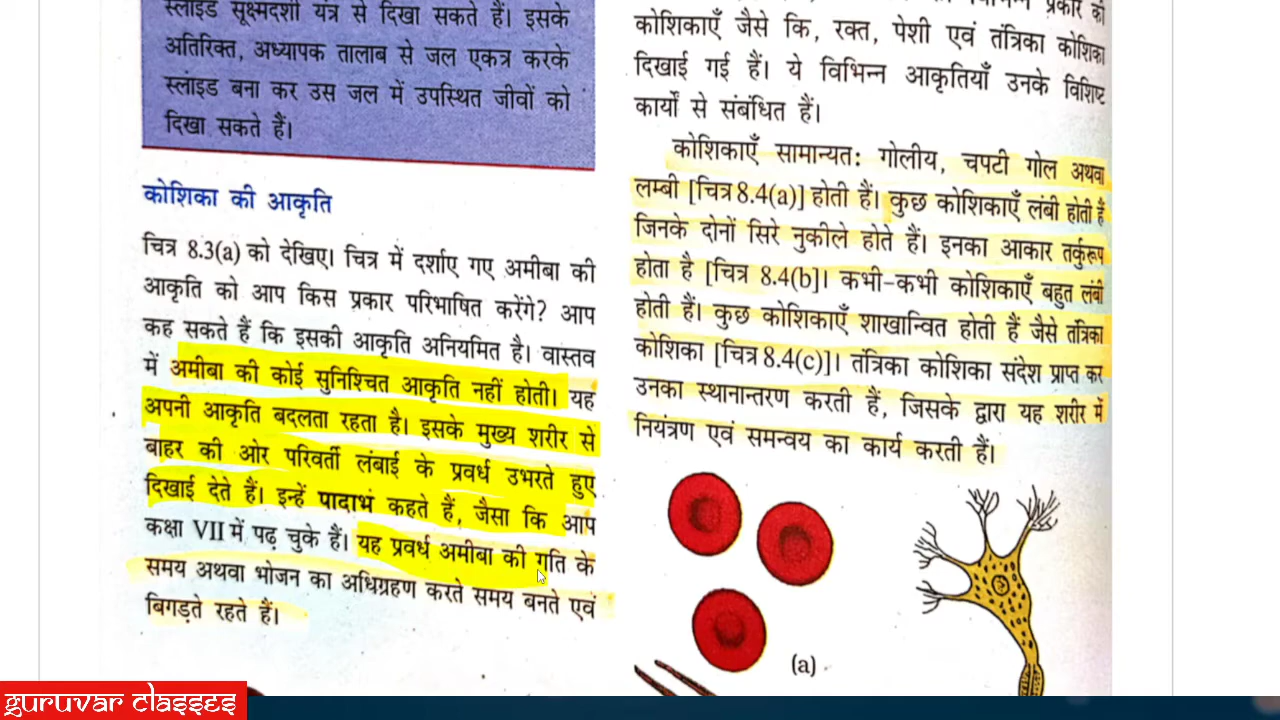 स्लाइड सूक्ष्मदर्शी यंत्र से दिखा सकते हैं। इसके
अतिरिक्त, अध्यापक तालाब से जल एकत्र करके
स्लाइड बना कर उस जल में उपस्थित जीवों को
दिखा सकते हैं।
कोशिका की आकृति
चित्र 8.3(a) को देखिए। चित्र में दर्शाए गए अमीबा की
आकृति को आप किस प्रकार परिभाषित करेंगे? आप
कह सकते हैं कि इसकी आकृति अनियमित है। वास्तव
में अमीबा की कोई सुनिश्चित आकृति नहीं होती। यह
अपनी आकृति बदलता रहता है। इसके मुख्य शरीर से
बाहर की ओर परिवर्ती लंबाई के प्रवर्ध उभरते हुए
दिखाई देते हैं। इन्हें पादाभ कहते हैं, जैसा कि आप
कक्षा VII में पढ़ चुके हैं। यह प्रवर्ध अमीबा की गति के
समय अथवा भोजन का अधिग्रहण करते समय बनते एवं
बिगड़ते रहते हैं।
प्रकार की
कोशिकाएँ जैसे कि, रक्त, पेशी एवं तंत्रिका कोशिका
दिखाई गई हैं। ये विभिन्न आकृतियाँ उनके विशिष्ट
कार्यों से संबंधित हैं।
कोशिकाएँ सामान्यत: गोलीय, चपटी गोल अथवा
लम्बी [चित्र 8.4(a)] होती हैं। कुछ कोशिकाएँ लंबी होती हैं
जिनके दोनों सिरे नुकीले होते हैं। इनका आकार तर्कुरूप
होता है [चित्र 8.4(b)]। कभी-कभी कोशिकाएँ बहुत लंबी
होती हैं। कुछ कोशिकाएँ शाखान्वित होती हैं जैसे तंत्रिका
कोशिका [चित्र 8.4(c)]। तंत्रिका कोशिका संदेश प्राप्त कर
उनका स्थानान्तरण करती हैं, जिसके द्वारा यह शरीर में
नियंत्रण एवं समन्वय का कार्य करती हैं।
(a)
guruvar classes